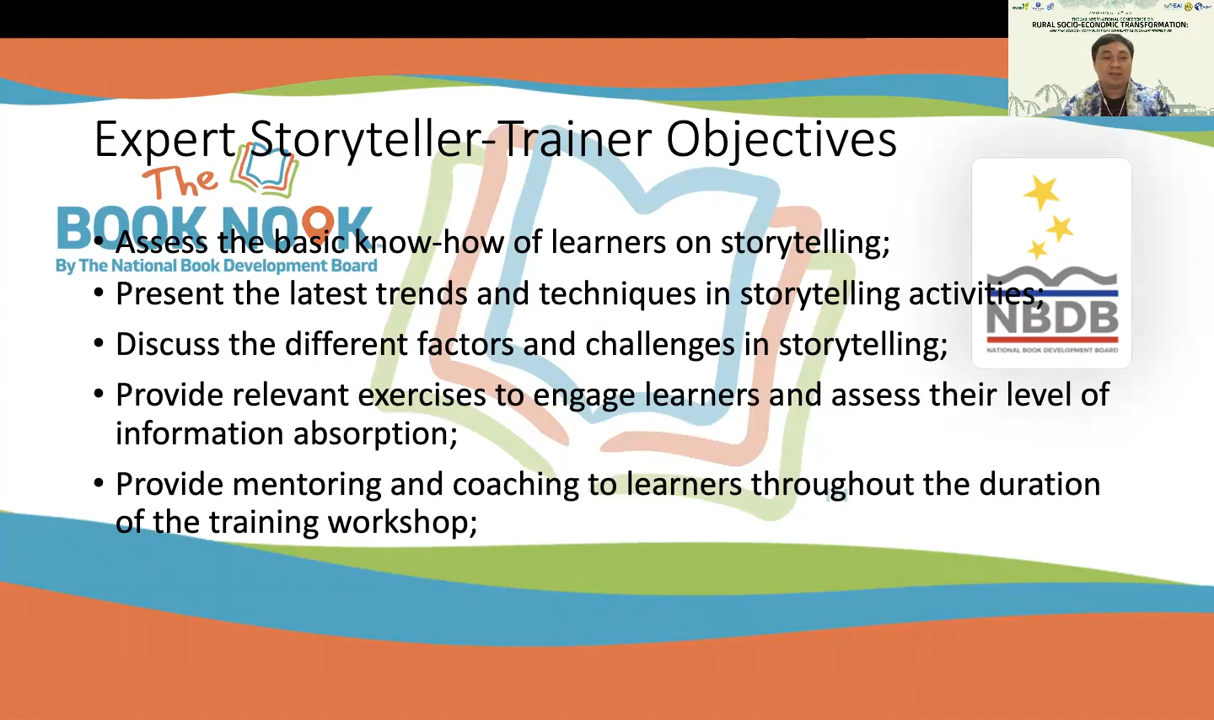 RURAL SOCIO-ECONOMIC TRANSFORMATION:
Expert Storyteller-Trainer Objectives
The
BOOK NOOK
By The National Book Development Board
• Assess the basic know-how of learners on storytelling;
• Present the latest trends and techniques in storytelling activities;
• Discuss the different factors and challenges in storytelling;
• Provide relevant exercises to engage learners and assess their level of
information absorption;
• Provide mentoring and coaching to learners throughout the duration
of the training workshop;
NBDB
NATIONAL BOOK DEVELOPMENT BOARD